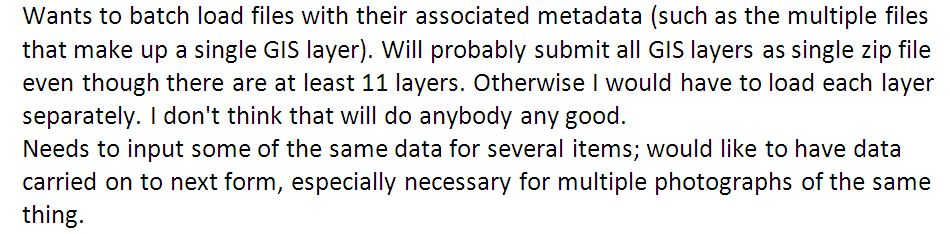 Wants to batch load files with their associated metadata (such as the multiple files
that make up a single GIS layer). Will probably submit all GIS layers as single zip file
even though there are at least 11 layers. Otherwise I would have to load each layer
separately. I don't think that will do anybody any good.
Needs to input some of the same data for several items; would like to have data
carried on to next form, especially necessary for multiple photographs of the same
thing.